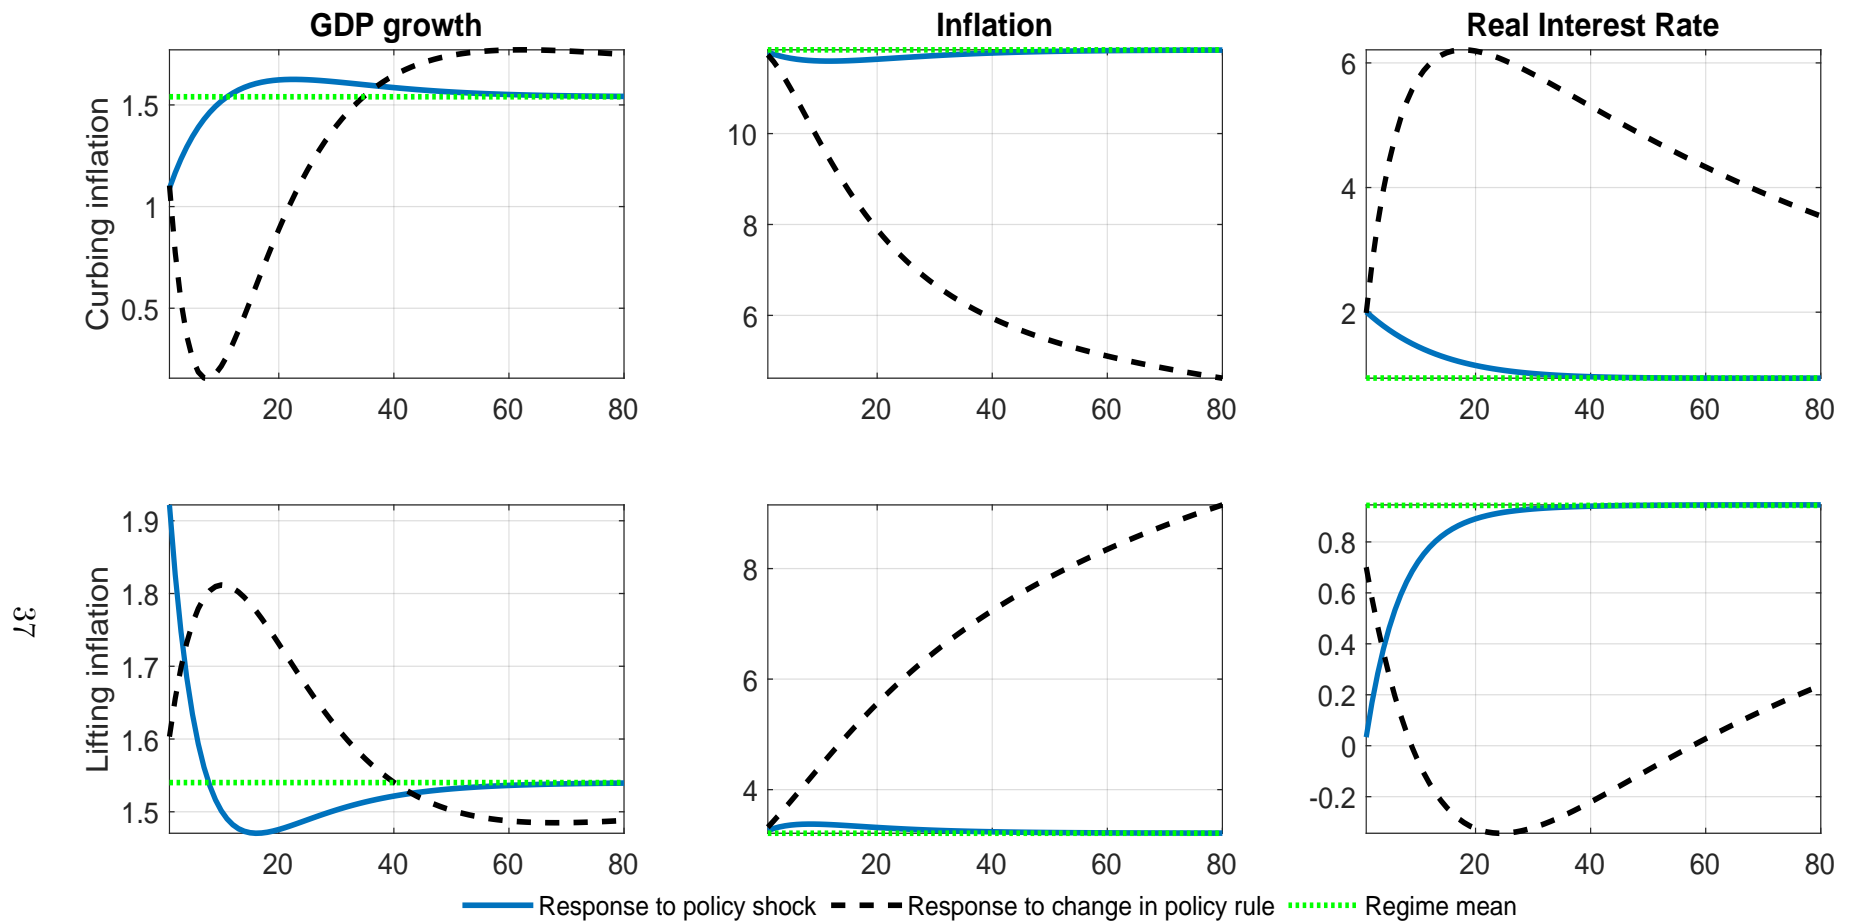 GDP growth
Inflation
Real Interest Rate
Curbing inflation
1.5
1
0.5
20 40 60 80
10
8
6
20 40 60 80
6
4
2
20 40 60 80
Lifting inflation
1.9
1.8
1.7
1.6
1.5
20 40 60 80
8
6
4
20 40 60 80
0.8
0.6
0.4
0.2
0
-0.2
20 40 60 80
Response to policy shock
Response to change in policy rule
Regime mean
37